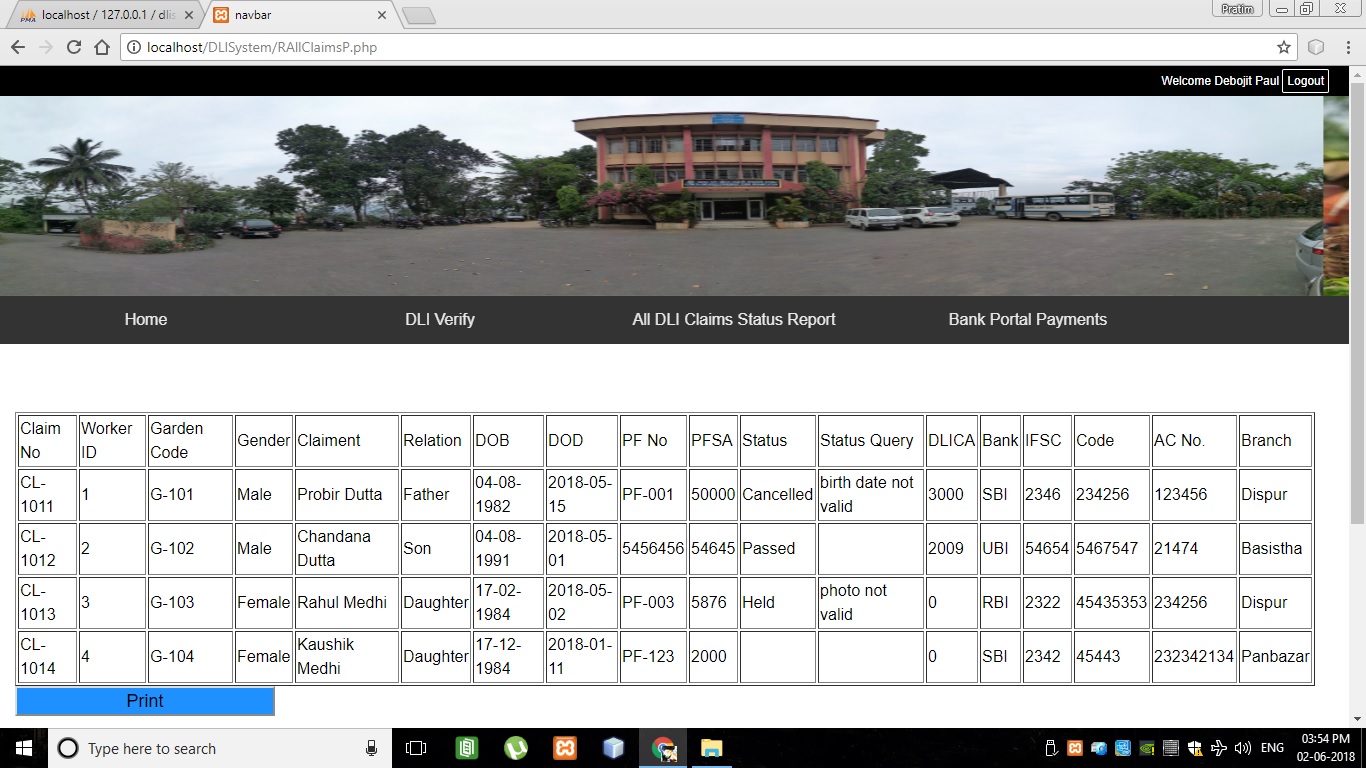 localhost / 127.0.0.1 / dlis
navbar
Pratim
localhost/DLISystem/RAllClaimsP.php
Welcome Debojit Paul Logout
Home DLI Verify All DLI Claims Status Report Bank Portal Payments
Claim No Worker ID Garden Code Gender Claiment Relation DOB DOD PF No PFSA Status Status Query DLICA Bank IFSC Code AC No. Branch
CL-1011 1 G-101 Male Probir Dutta Father 04-08-1982 2018-05-15 PF-001 50000 Cancelled birth date not valid 3000 SBI 2346 234256 123456 Dispur
CL-1012 2 G-102 Male Chandana Dutta Son 04-08-1991 2018-05-01 5456456 54645 Passed 2009 UBI 54654 5467547 21474 Basistha
CL-1013 3 G-103 Female Rahul Medhi Daughter 17-02-1984 2018-05-02 PF-003 5876 Held photo not valid 0 RBI 2322 45435353 234256 Dispur
CL-1014 4 G-104 Female Kaushik Medhi Daughter 17-12-1984 2018-01-11 PF-123 2000 0 SBI 2342 45443 232342134 Panbazar
Print
Type here to search
ENG
03:54 PM
02-06-2018